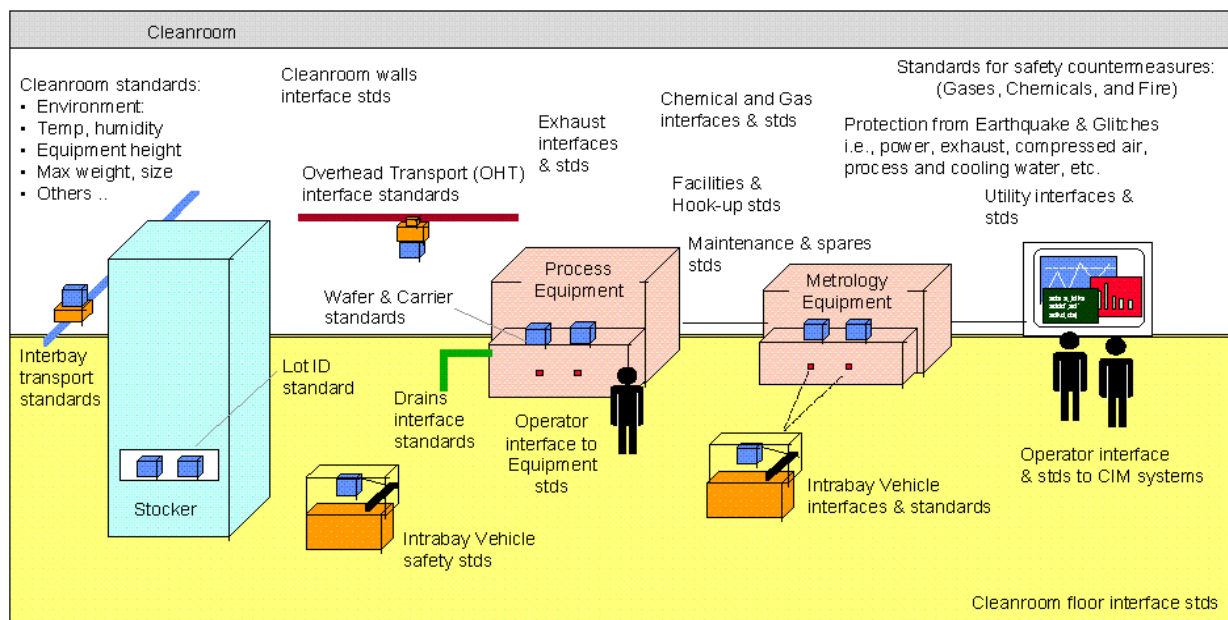 Cleanroom
Cleanroom standards:
▪ Environment:
▪ Temp, humidity
▪ Equipment height
▪ Max weight, size
▪ Others ..
Cleanroom walls
interface stds
Overhead Transport (OHT)
interface standards
Exhaust
interfaces
& stds
Chemical and Gas
interfaces & stds
Facilities &
Hook-up stds
Maintenance & spares
stds
Standards for safety countermeasures:
(Gases, Chemicals, and Fire)
Protection from Earthquake & Glitches
i.e., power, exhaust, compressed air,
process and cooling water, etc.
Utility interfaces &
stds
Process
Equipment
Metrology
Equipment
Wafer & Carrier
standards
Interbay
transport
standards
Lot ID
standard
Stocker
Drains
interface
standards
Operator
interface to
Equipment
stds
Intrabay Vehicle
safety stds
Intrabay Vehicle
interfaces & standards
Operator interface
& stds to CIM systems
Cleanroom floor interface stds